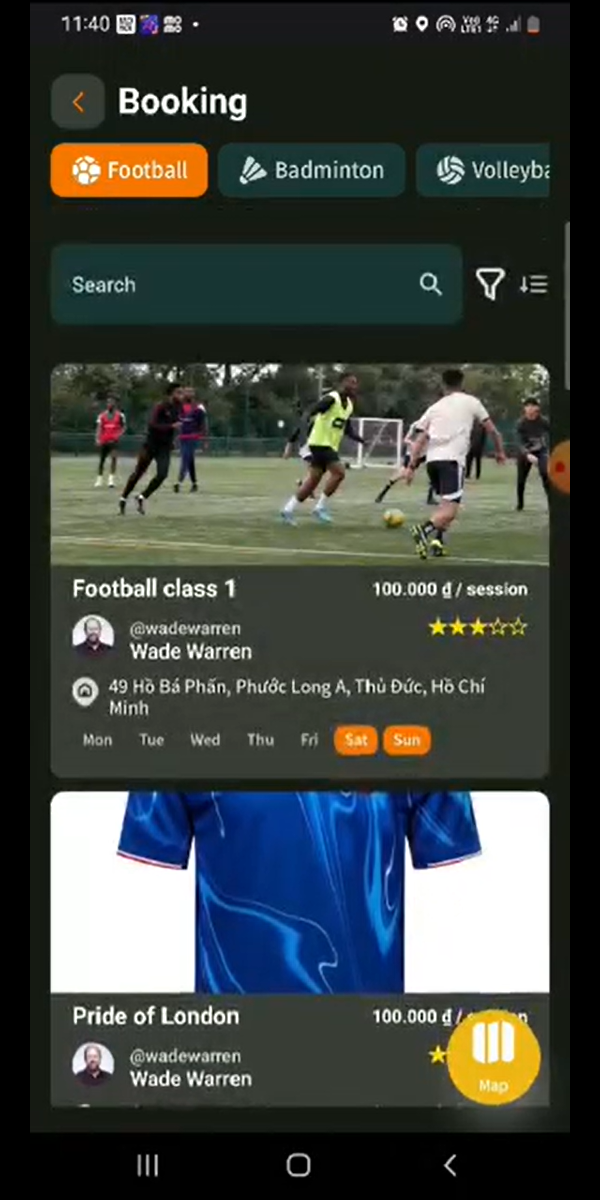 11:40
Booking
Football
Badminton
Volleyba
Search
Football class 1
100.000 ₫ / session
@wadewarren
Wade Warren
49 Hồ Bá Phấn, Phước Long A, Thủ Đức, Hồ Chí
Minh
Mon Tue Wed Thu Fri Sat Sun
Pride of London
100.000 ₫ /
@wadewarren
Wade Warren
Map